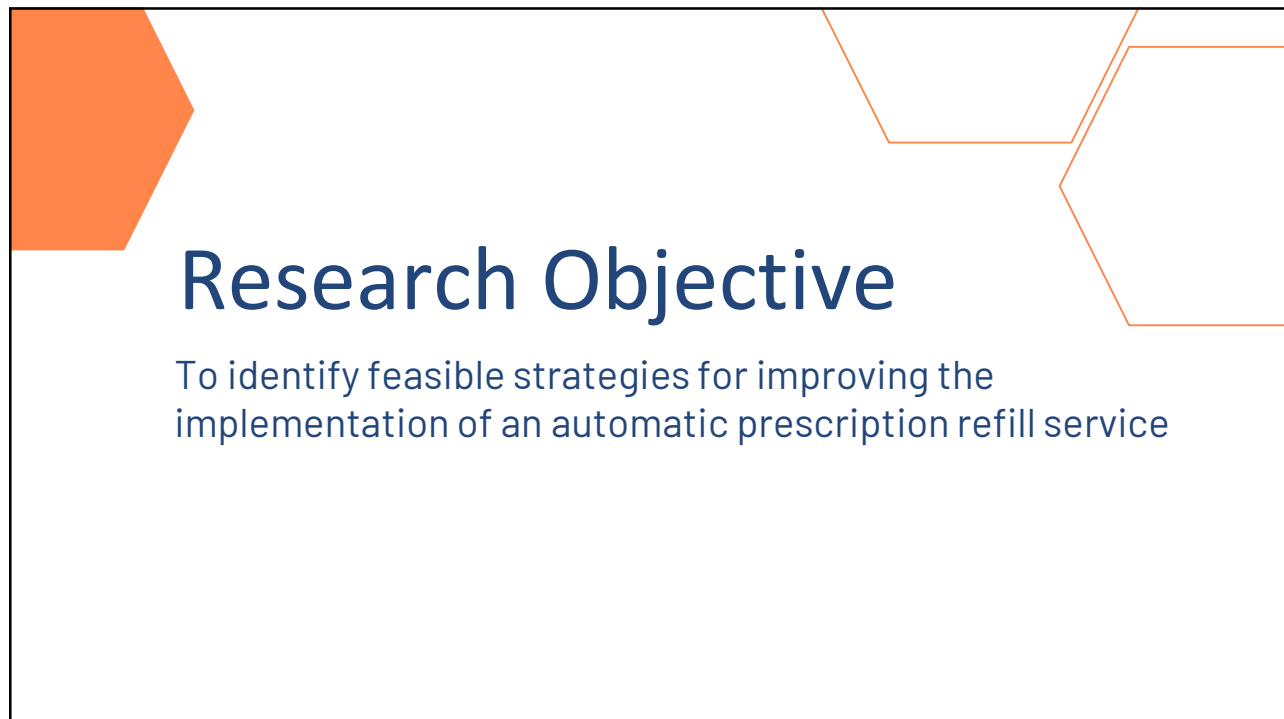 Research Objective
To identify feasible strategies for improving the
implementation of an automatic prescription refill service